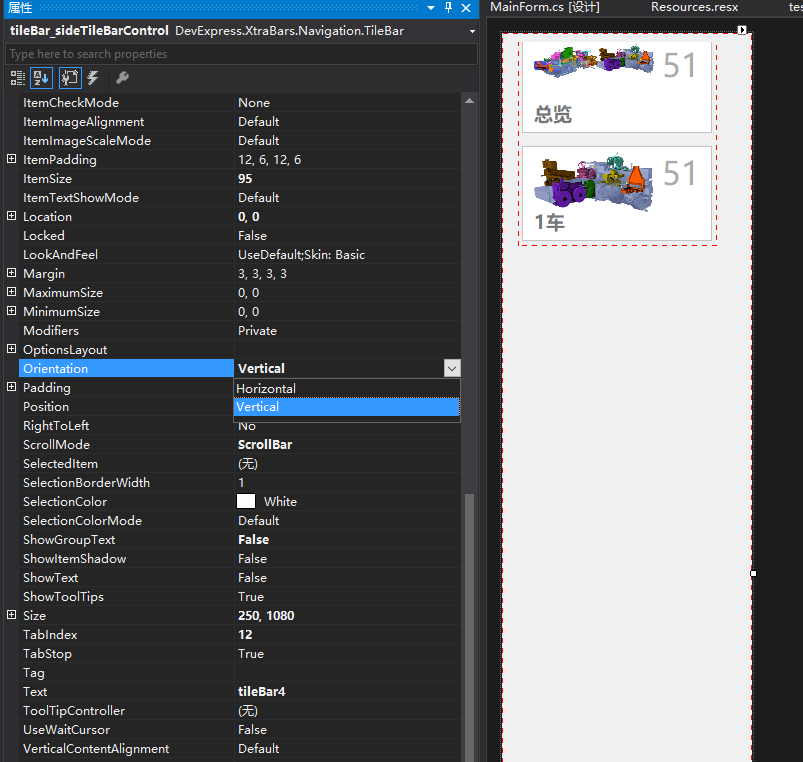 属性
tileBar_sideTileBarControl DevExpress.XtraBars.Navigation.TileBar
Type here to search properties
ItemCheckMode None
ItemImageAlignment Default
ItemImageScaleMode Default
ItemPadding 12, 6, 12, 6
ItemSize 95
ItemTextShowMode Default
Location 0, 0
Locked False
LookAndFeel UseDefault;Skin: Basic
Margin 3, 3, 3, 3
MaximumSize 0, 0
MinimumSize 0, 0
Modifiers Private
OptionsLayout
Orientation Vertical
Padding Horizontal
Position Vertical
RightToLeft No
ScrollMode ScrollBar
SelectedItem (无)
SelectionBorderWidth 1
SelectionColor White
SelectionColorMode Default
ShowGroupText False
ShowItemShadow False
ShowText False
ShowToolTips True
Size 250, 1080
TabIndex 12
TabStop True
Tag
Text tileBar4
ToolTipController (无)
UseWaitCursor False
VerticalContentAlignment Default
MainForm.cs [设计] Resources.resx tes
51
总览
51
1车